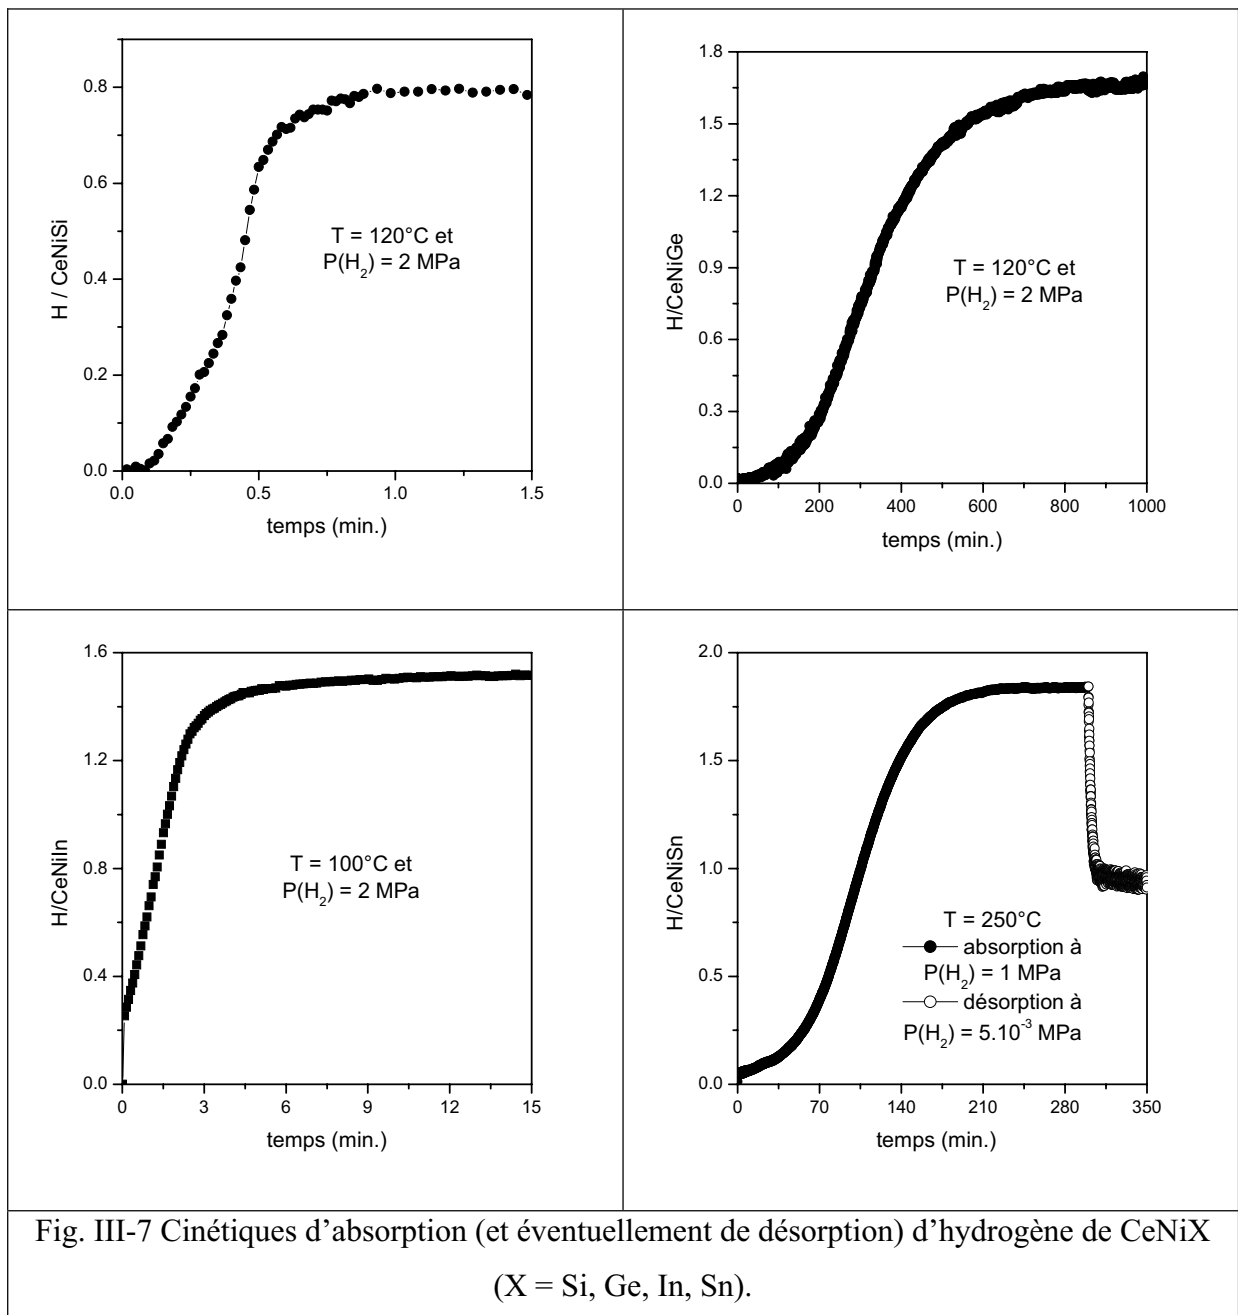 0.8
0.6
0.4
0.2
0.0
H / CeNiSi
T = 120°C et
P(H₂) = 2 MPa
0.0 0.5 1.0 1.5
temps (min.)
1.8
1.5
1.2
0.9
0.6
0.3
0.0
H/CeNiGe
T = 120°C et
P(H₂) = 2 MPa
0 200 400 600 800 1000
temps (min.)
1.6
1.2
0.8
0.4
0.0
H/CeNiIn
T = 100°C et
P(H₂) = 2 MPa
0 3 6 9 12 15
temps (min.)
2.0
1.5
1.0
0.5
0.0
H/CeNiSn
T = 250°C
absorption à
P(H₂) = 1 MPa
désorption à
P(H₂) = 5.10⁻³ MPa
0 70 140 210 280 350
temps (min.)
Fig. III-7 Cinétiques d’absorption (et éventuellement de désorption) d’hydrogène de CeNiX
(X = Si, Ge, In, Sn).